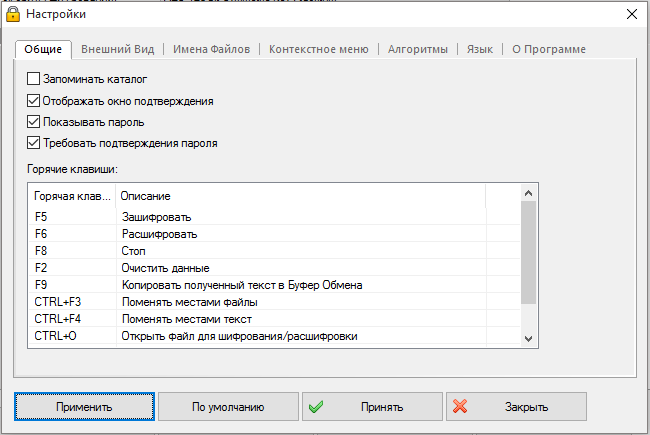 Настройки
Общие Внешний Вид Имена Файлов Контекстное меню Алгоритмы Язык О Программе
Запоминать каталог
Отображать окно подтверждения
Показывать пароль
Требовать подтверждения пароля
Горячие клавиши:
Горячая клав... Описание
F5 Зашифровать
F6 Расшифровать
F8 Стоп
F2 Очистить данные
F9 Копировать полученный текст в Буфер Обмена
CTRL+F3 Поменять местами файлы
CTRL+F4 Поменять местами текст
CTRL+O Открыть файл для шифрования/расшифровки
Применить По умолчанию Принять Закрыть